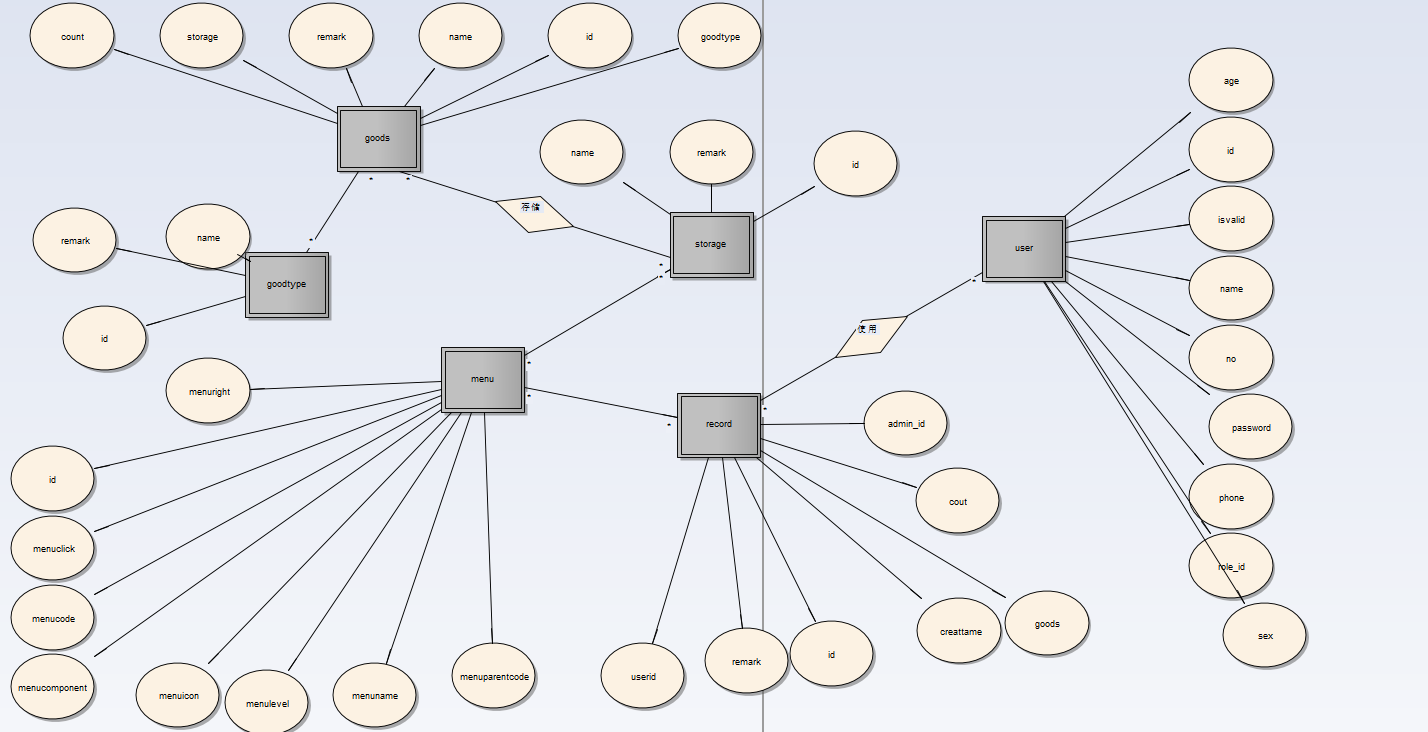 count
storage
remark
name
id
goodtype
goods
age
name
remark
id
id
isvalid
存储
remark
name
storage
user
goodtype
name
id
使用
no
menu
menuright
record
admin_id
password
id
cout
phone
menuclick
role_id
menucode
creattame
goods
sex
menucomponent
menuicon
menulevel
menuname
menuparentcode
userid
remark
id